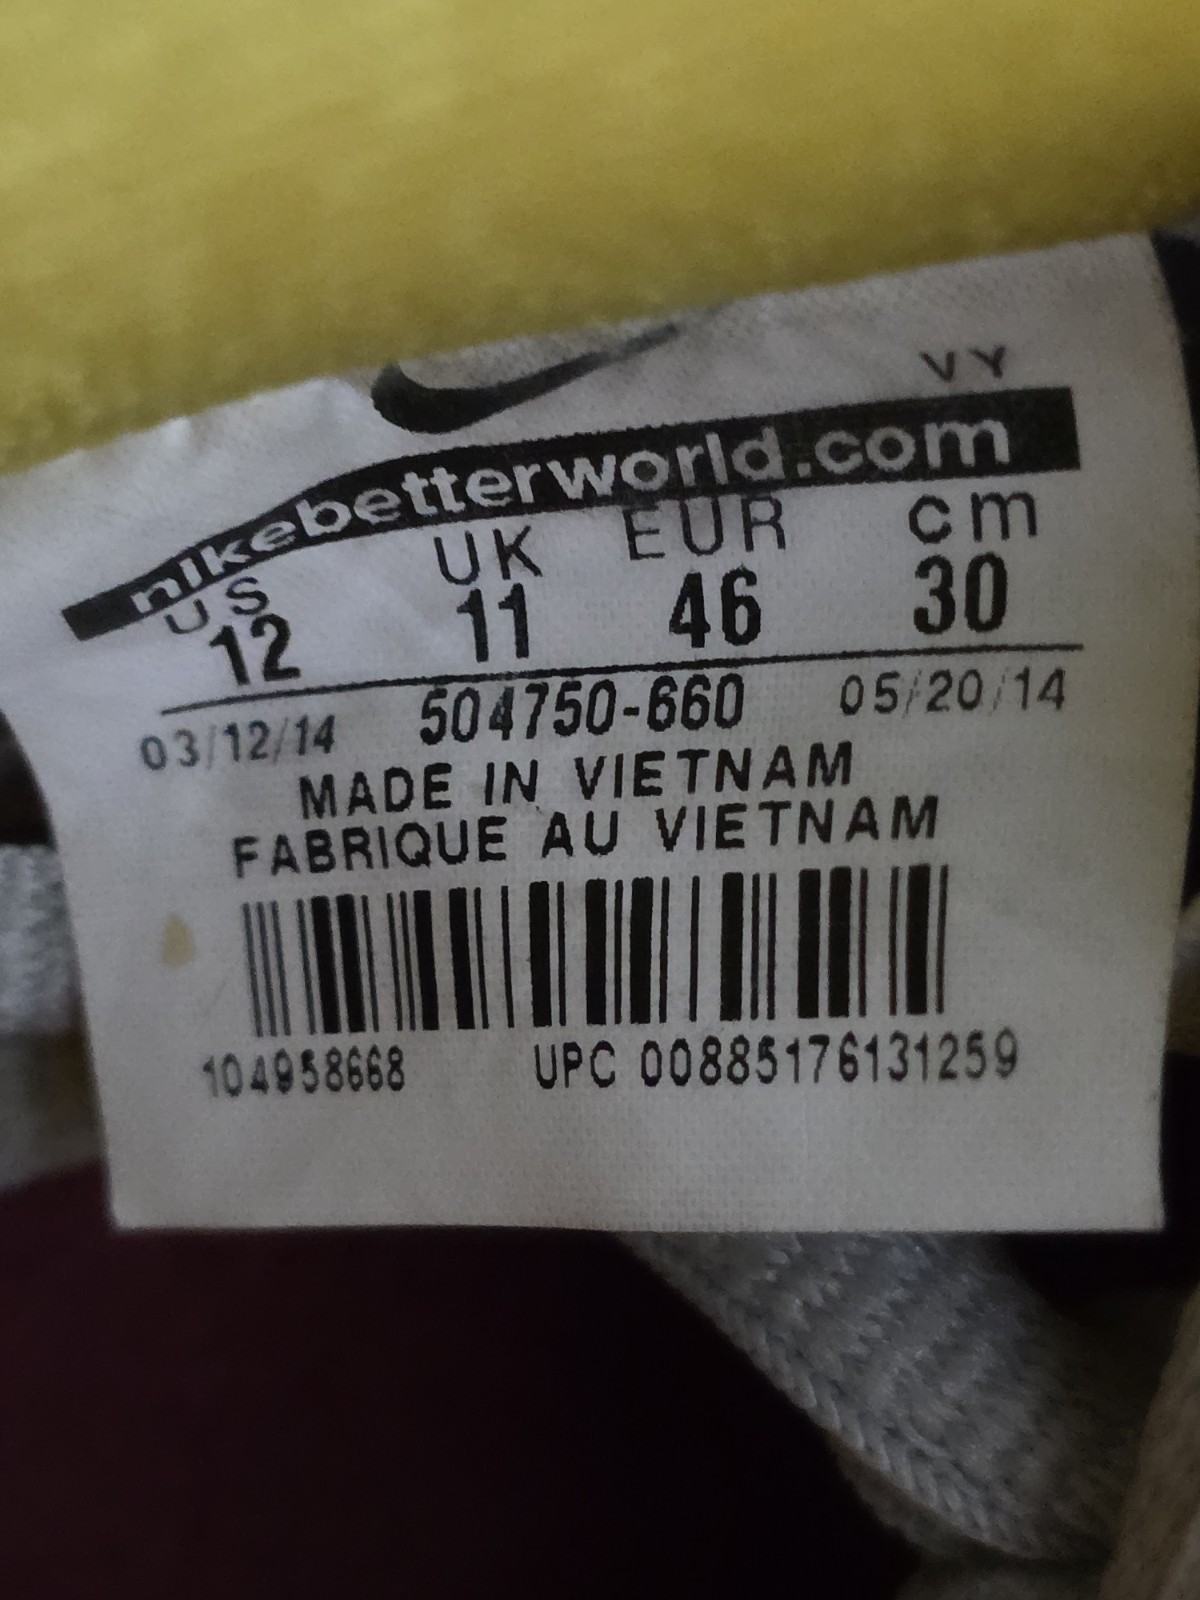 VY
nikebetterworld.com
US UK EUR cm
12 11 46 30
03/12/14 504750-660 05/20/14
MADE IN VIETNAM
FABRIQUE AU VIETNAM
104958668 UPC 00885176131259